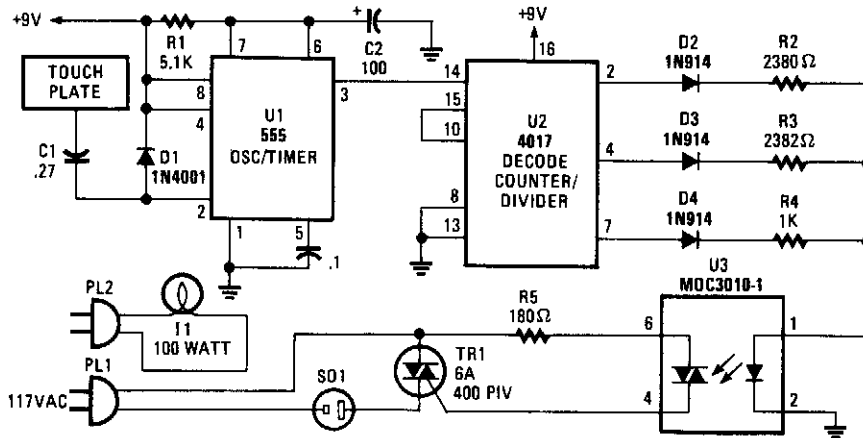 +9V
R1
5.1K
7
6
+
C2
100
TOUCH
PLATE
8
4
3
U1
555
OSC/TIMER
C1
.27
D1
1N4001
2
1
5
.1
+9V
16
14
15
10
8
13
U2
4017
DECODE
COUNTER/
DIVIDER
2
4
7
D2
1N914
R2
2380Ω
D3
1N914
R3
2382Ω
D4
1N914
R4
1K
U3
MOC3010-1
6
4
1
2
PL2
I1
100 WATT
PL1
117VAC
SO1
TR1
6A
400 PIV
R5
180Ω